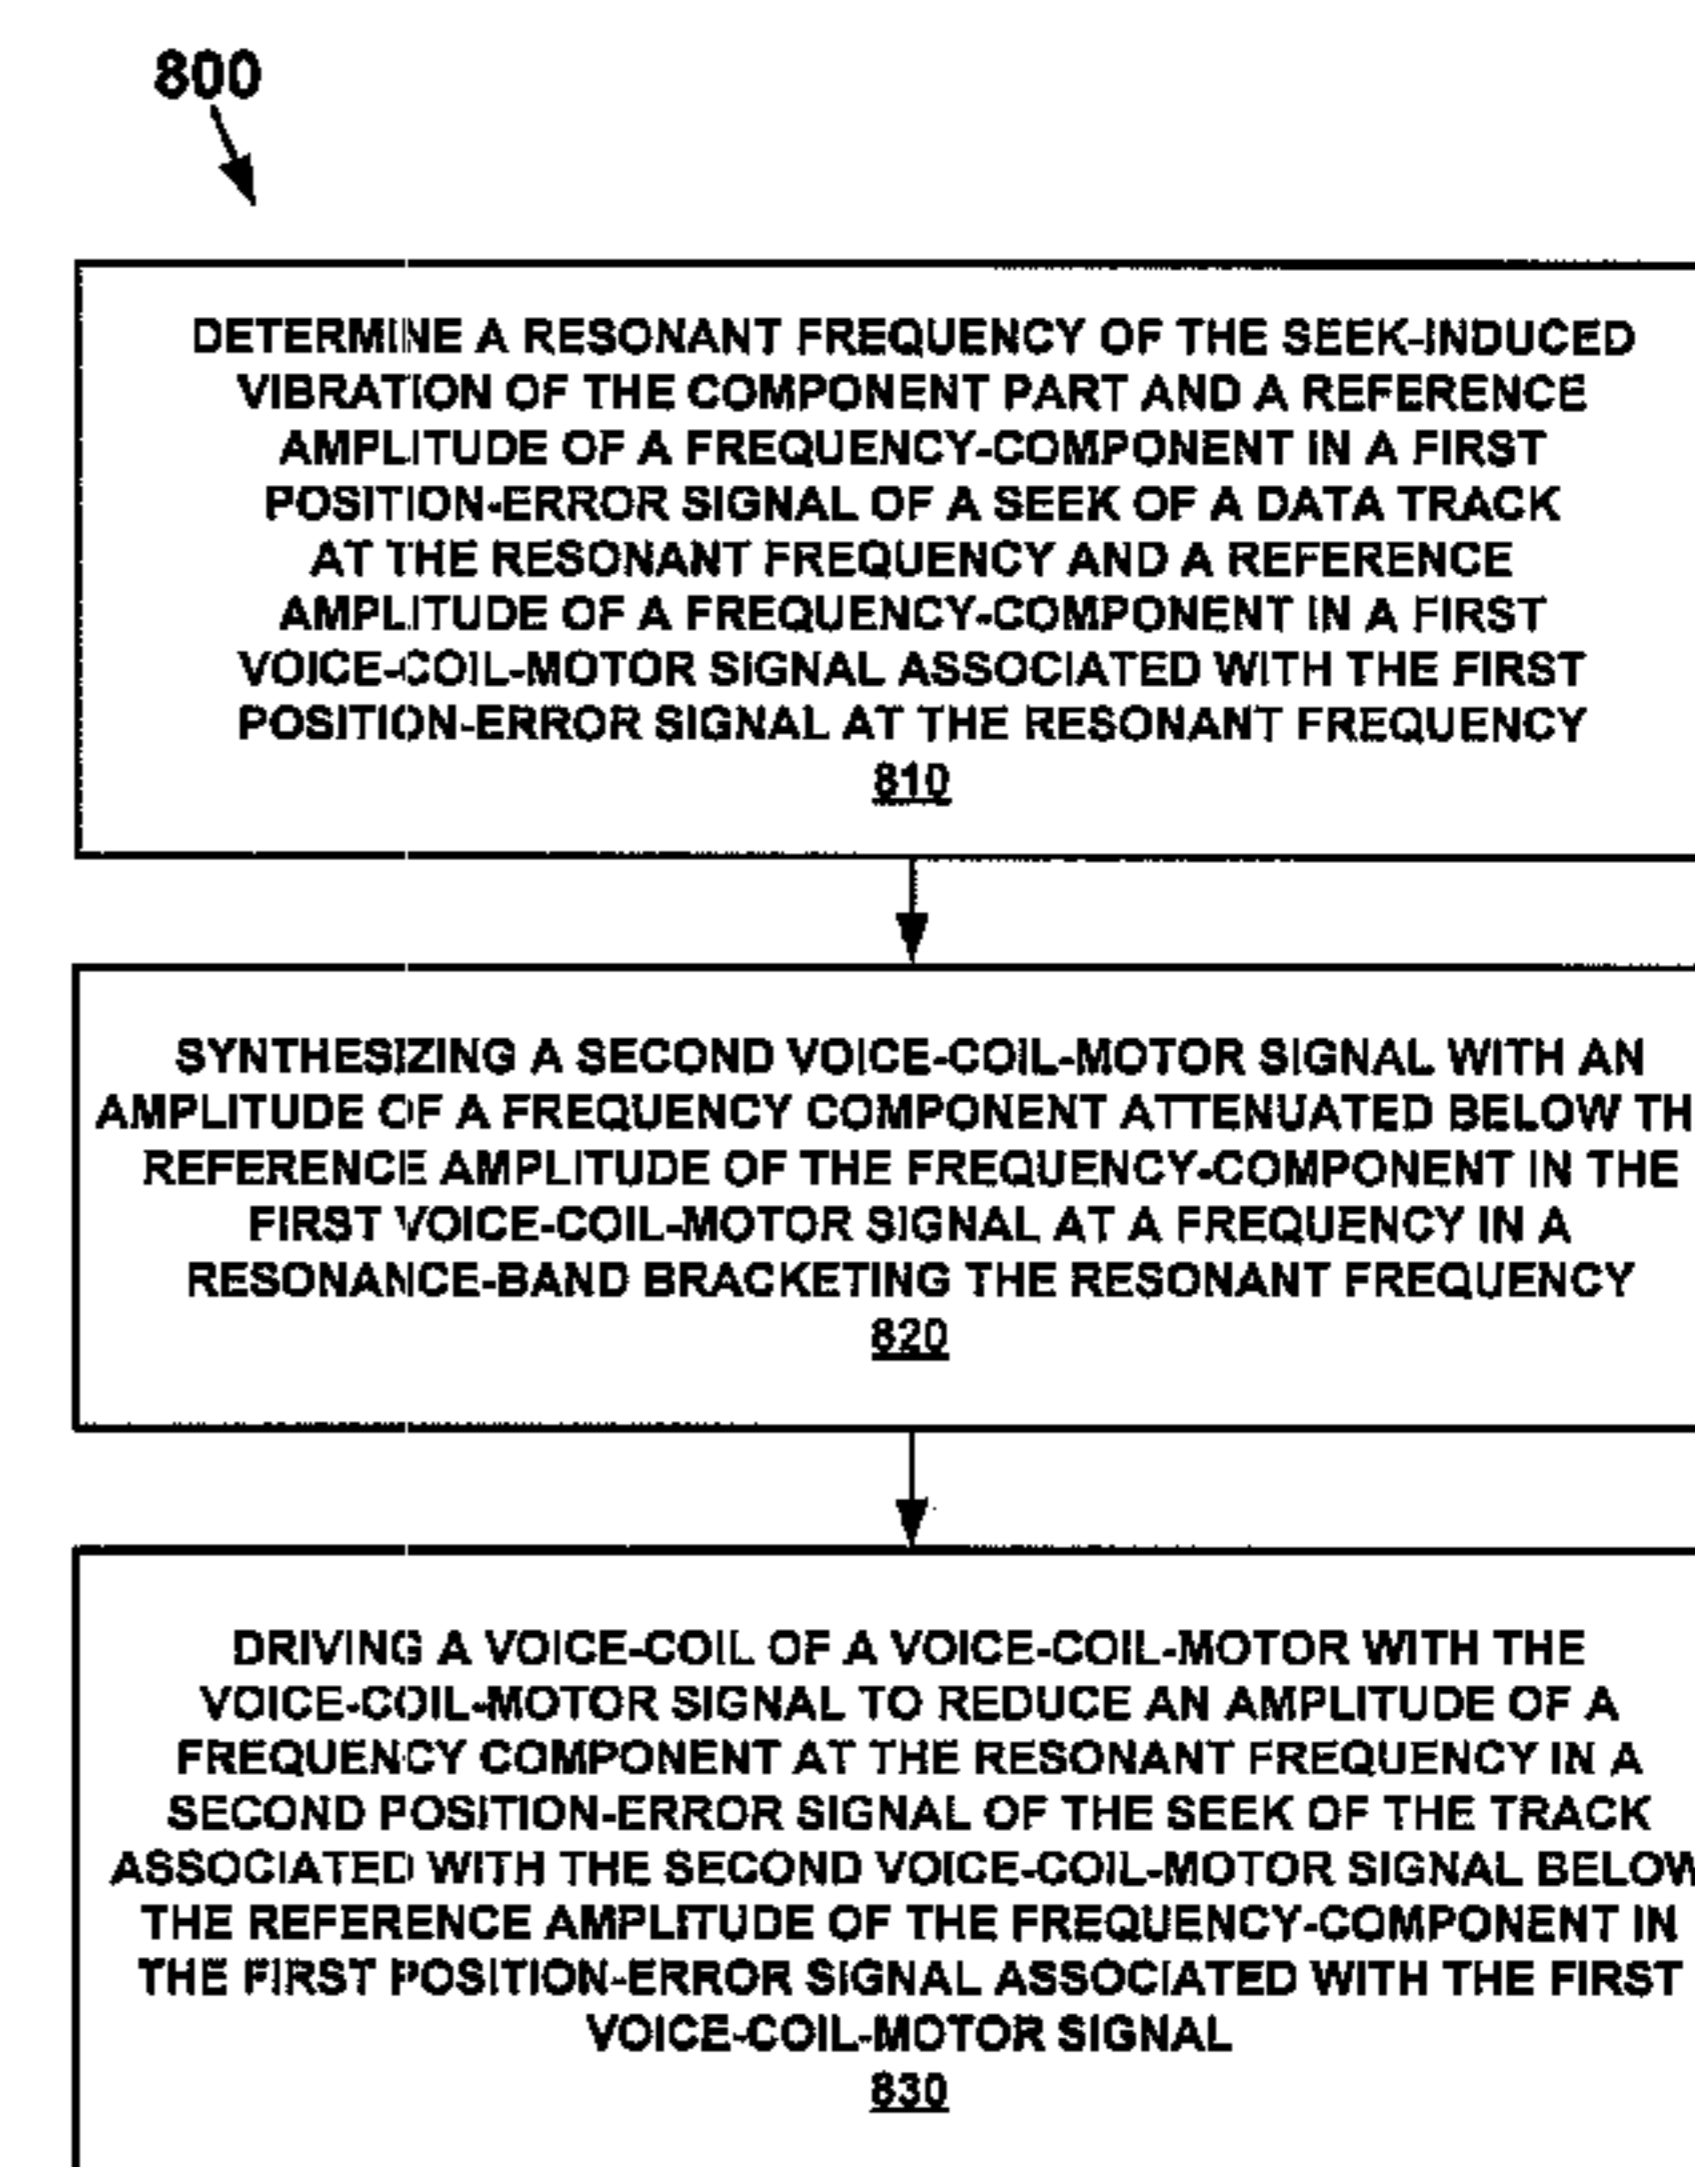 800
DETERMINE A RESONANT FREQUENCY OF THE SEEK-INDUCED
VIBRATION OF THE COMPONENT PART AND A REFERENCE
AMPLITUDE OF A FREQUENCY-COMPONENT IN A FIRST
POSITION-ERROR SIGNAL OF A SEEK OF A DATA TRACK
AT THE RESONANT FREQUENCY AND A REFERENCE
AMPLITUDE OF A FREQUENCY-COMPONENT IN A FIRST
VOICE-COIL-MOTOR SIGNAL ASSOCIATED WITH THE FIRST
POSITION-ERROR SIGNAL AT THE RESONANT FREQUENCY
810
SYNTHESIZING A SECOND VOICE-COIL-MOTOR SIGNAL WITH AN
AMPLITUDE OF A FREQUENCY COMPONENT ATTENUATED BELOW TH
REFERENCE AMPLITUDE OF THE FREQUENCY-COMPONENT IN THE
FIRST VOICE-COIL-MOTOR SIGNAL AT A FREQUENCY IN A
RESONANCE-BAND BRACKETING THE RESONANT FREQUENCY
820
DRIVING A VOICE-COIL OF A VOICE-COIL-MOTOR WITH THE
VOICE-COIL-MOTOR SIGNAL TO REDUCE AN AMPLITUDE OF A
FREQUENCY COMPONENT AT THE RESONANT FREQUENCY IN A
SECOND POSITION-ERROR SIGNAL OF THE SEEK OF THE TRACK
ASSOCIATED WITH THE SECOND VOICE-COIL-MOTOR SIGNAL BELOW
THE REFERENCE AMPLITUDE OF THE FREQUENCY-COMPONENT IN
THE FIRST POSITION-ERROR SIGNAL ASSOCIATED WITH THE FIRST
VOICE-COIL-MOTOR SIGNAL
830